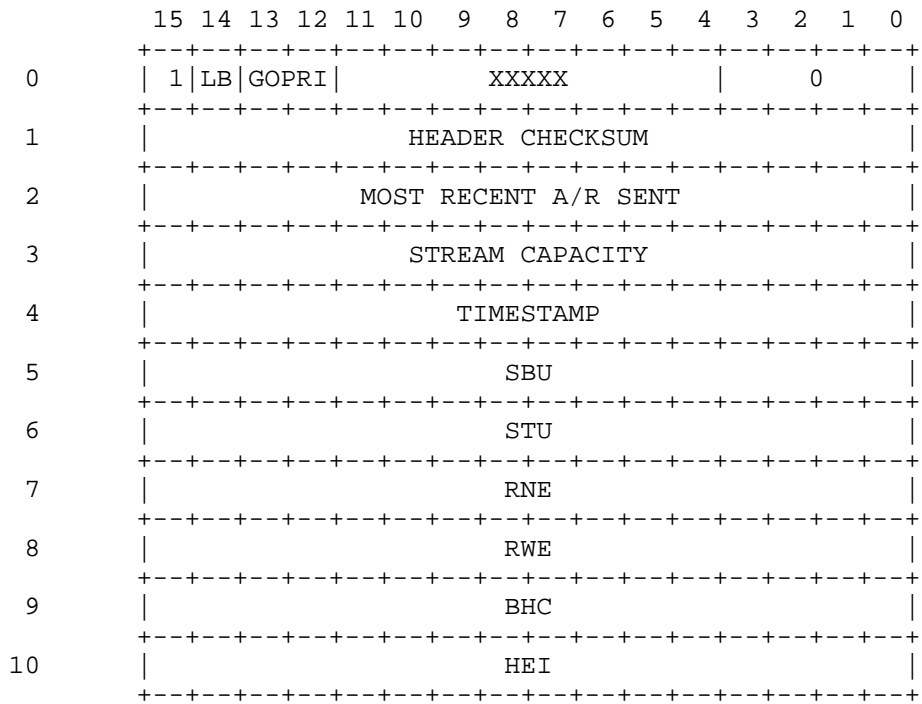 15 14 13 12 11 10 9 8 7 6 5 4 3 2 1 0
+--+--+--+--+--+--+--+--+--+--+--+--+--+--+--+--+
0 | 1|LB|GOPRI| XXXXX | 0 |
+--+--+--+--+--+--+--+--+--+--+--+--+--+--+--+--+
1 | HEADER CHECKSUM |
+--+--+--+--+--+--+--+--+--+--+--+--+--+--+--+--+
2 | MOST RECENT A/R SENT |
+--+--+--+--+--+--+--+--+--+--+--+--+--+--+--+--+
3 | STREAM CAPACITY |
+--+--+--+--+--+--+--+--+--+--+--+--+--+--+--+--+
4 | TIMESTAMP |
+--+--+--+--+--+--+--+--+--+--+--+--+--+--+--+--+
5 | SBU |
+--+--+--+--+--+--+--+--+--+--+--+--+--+--+--+--+
6 | STU |
+--+--+--+--+--+--+--+--+--+--+--+--+--+--+--+--+
7 | RNE |
+--+--+--+--+--+--+--+--+--+--+--+--+--+--+--+--+
8 | RWE |
+--+--+--+--+--+--+--+--+--+--+--+--+--+--+--+--+
9 | BHC |
+--+--+--+--+--+--+--+--+--+--+--+--+--+--+--+--+
10 | HEI |
+--+--+--+--+--+--+--+--+--+--+--+--+--+--+--+--+